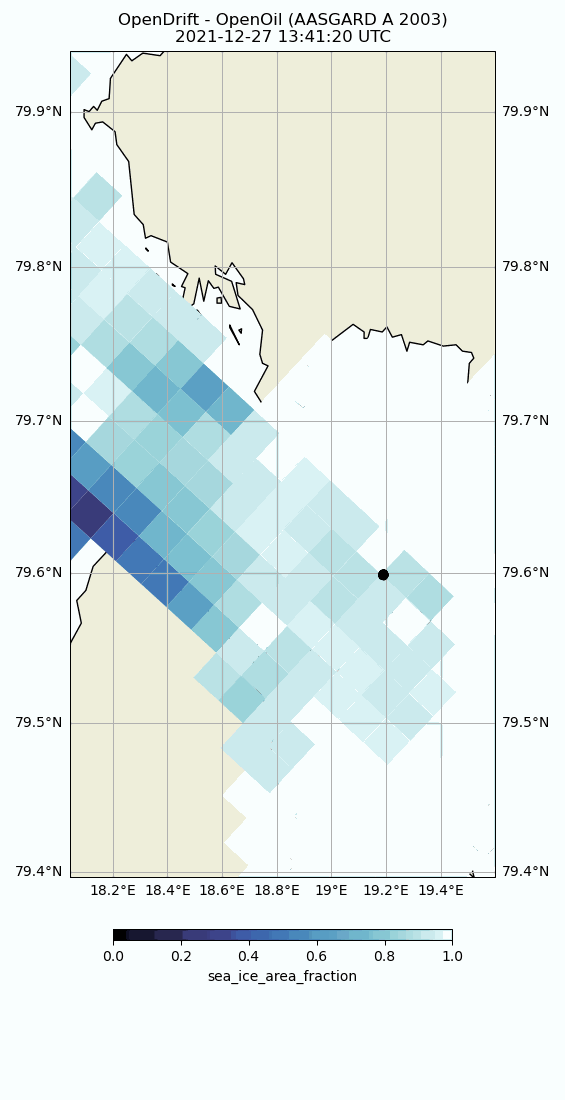 OpenDrift - OpenOil (AASGARD A 2003)
2021-12-27 13:41:20 UTC
79.9°N 79.9°N
79.8°N 79.8°N
79.7°N 79.7°N
79.6°N 79.6°N
79.5°N 79.5°N
79.4°N 79.4°N
18.2°E 18.4°E 18.6°E 18.8°E 19°E 19.2°E 19.4°E
0.0 0.2 0.4 0.6 0.8 1.0
sea_ice_area_fraction